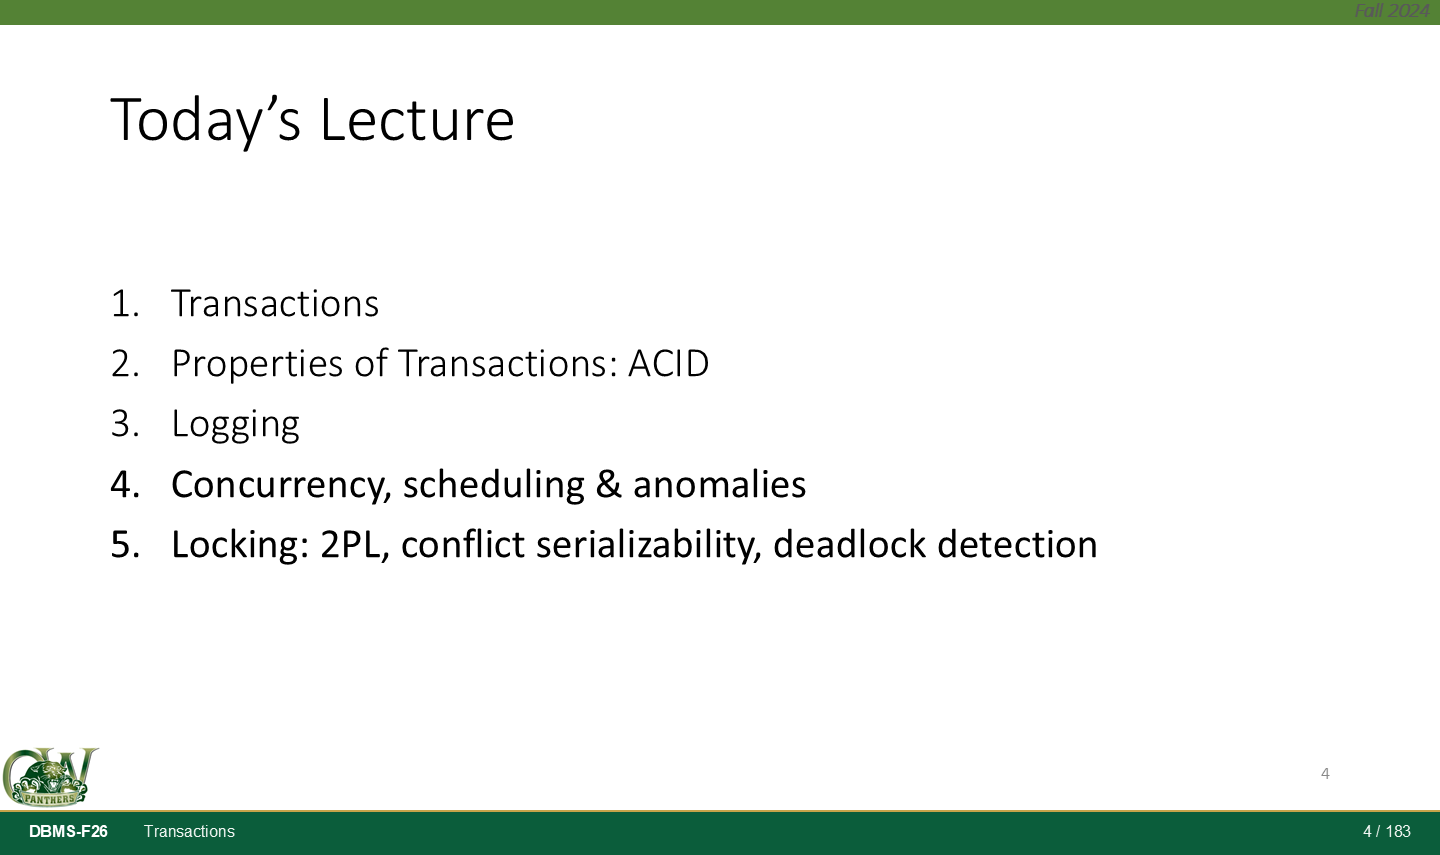 Fall 2024
Today’s Lecture
1. Transactions
2. Properties of Transactions: ACID
3. Logging
4. Concurrency, scheduling & anomalies
5. Locking: 2PL, conflict serializability, deadlock detection
OW
PANTHERS
4
DBMS-F26 Transactions 4 / 183